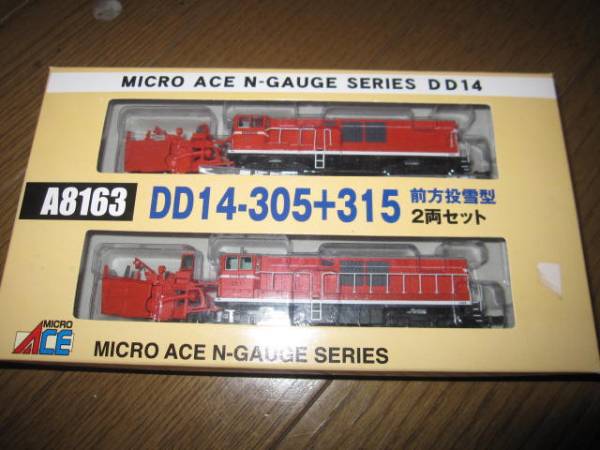 MICRO ACE N-GAUGE SERIES DD14
A8163 DD14-305+315 前方投雪型
2両セット
MICRO
ACE
MICRO ACE N-GAUGE SERIES